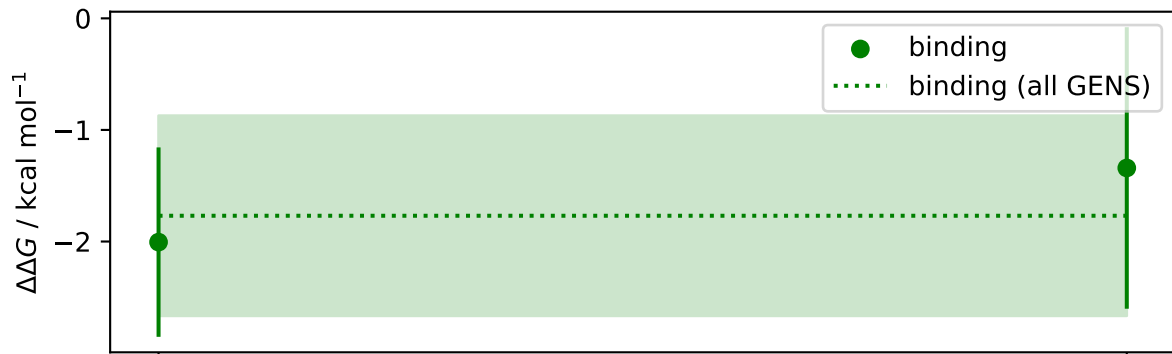 0
−1
−2
ΔΔG / kcal mol⁻¹
binding
binding (all GENS)